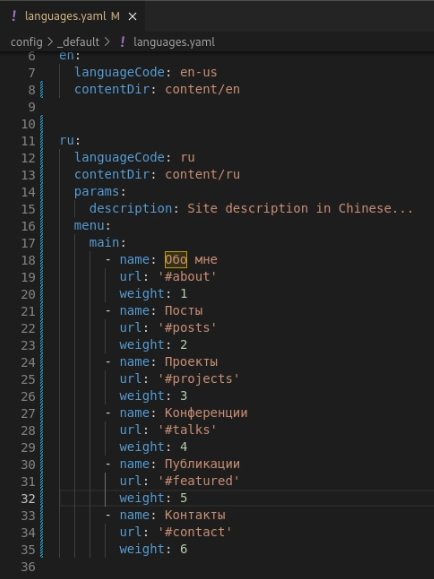 languages.yaml M
config > _default > languages.yaml
6 en:
7 languageCode: en-us
8 contentDir: content/en
9
10
11 ru:
12 languageCode: ru
13 contentDir: content/ru
14 params:
15 description: Site description in Chinese...
16 menu:
17 main:
18 - name: Обо мне
19 url: '#about'
20 weight: 1
21 - name: Посты
22 url: '#posts'
23 weight: 2
24 - name: Проекты
25 url: '#projects'
26 weight: 3
27 - name: Конференции
28 url: '#talks'
29 weight: 4
30 - name: Публикации
31 url: '#featured'
32 weight: 5
33 - name: Контакты
34 url: '#contact'
35 weight: 6
36